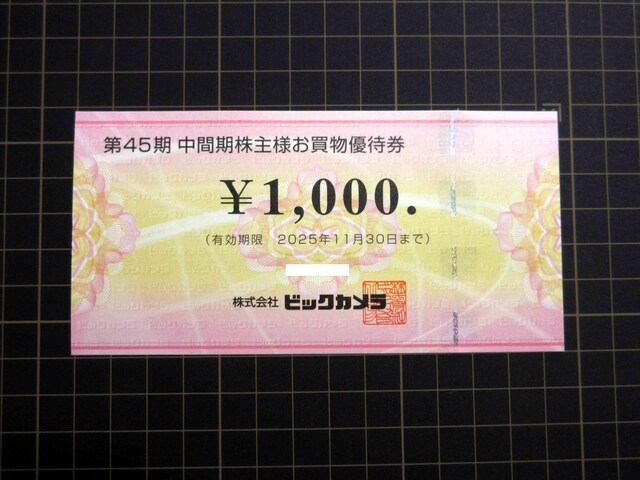 第45期 中間期株主様お買物優待券
￥1,000.
（有効期限　2025年11月30日まで）
株式会社 ビックカメラ